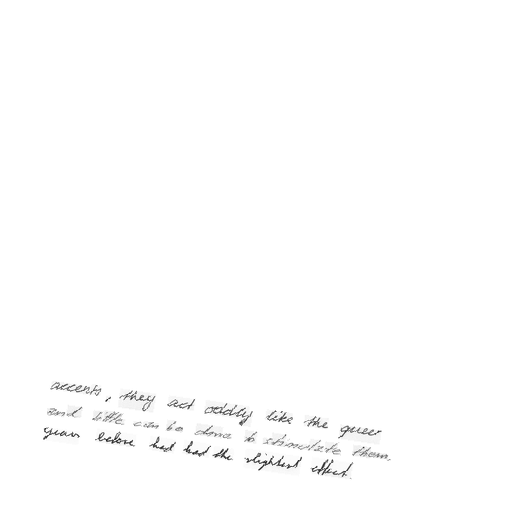 accents, they act oddly like the queer
and little can be done to stimulate them.
years before had had the slightest effect.